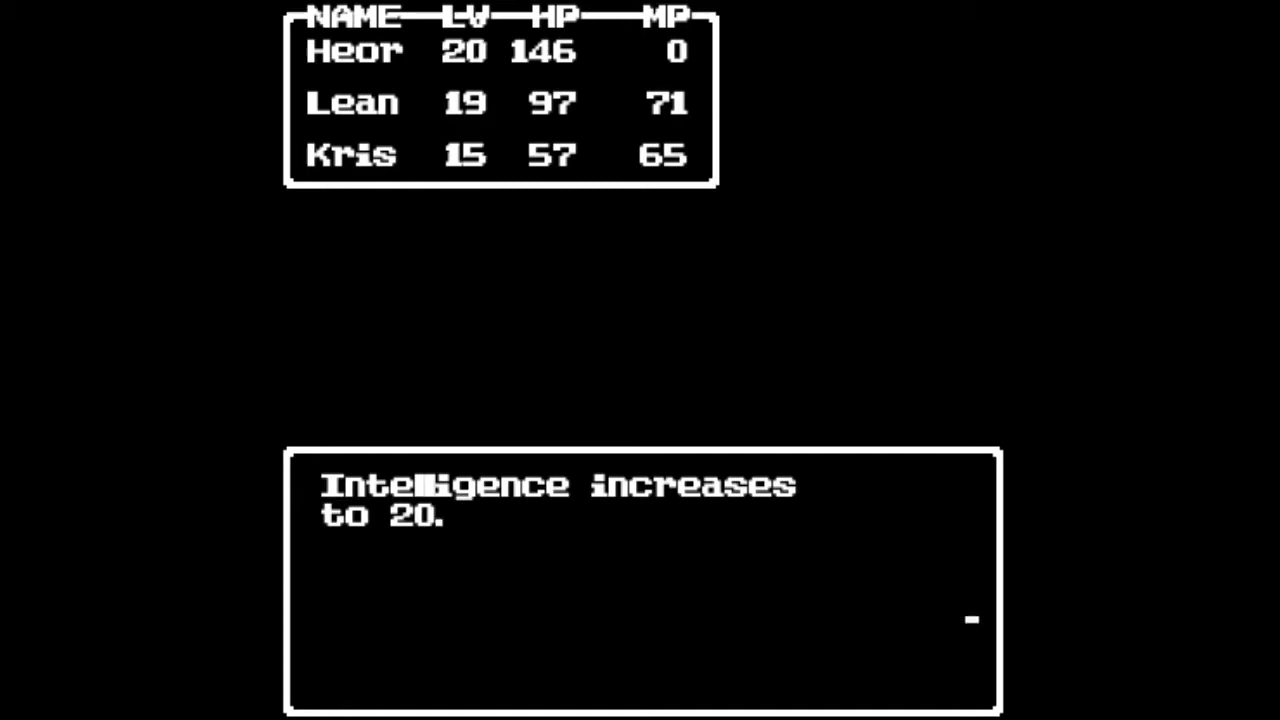 NAME LV HP MP
Heor 20 146 0
Lean 19 97 71
Kris 15 57 65
Intelligence increases
to 20.